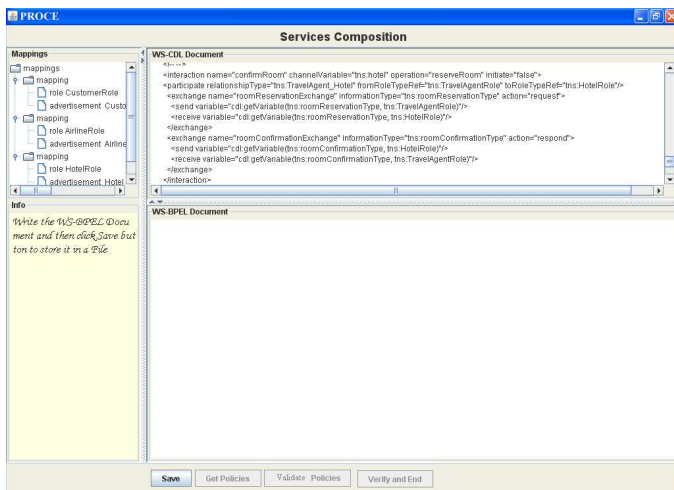 PROCE
Services Composition
Mappings
mappings
mapping
role CustomerRole
advertisement Custo
mapping
role AirlineRole
advertisement Airline
mapping
role HotelRole
advertisement Hotel
Info
Write the WS-BPEL Docu
ment and then click Save but
ton to store it in a File
WS-CDL Document
<!-- -->
<interaction name="confirmRoom" channelVariable="tns:hotel" operation="reserveRoom" initiate="false">
<participate relationshipType="tns:TravelAgent_Hotel" fromRoleTypeRef="tns:TravelAgentRole" toRoleTypeRef="tns:HotelRole"/>
<exchange name="roomReservationExchange" informationType="tns:roomReservationType" action="request">
<send variable="cdl:getVariable(tns:roomReservationType, tns:TravelAgentRole)"/>
<receive variable="cdl:getVariable(tns:roomReservationType, tns:HotelRole)"/>
</exchange>
<exchange name="roomConfirmationExchange" informationType="tns:roomConfirmationType" action="respond">
<send variable="cdl:getVariable(tns:roomConfirmationType, tns:HotelRole)"/>
<receive variable="cdl:getVariable(tns:roomConfirmationType, tns:TravelAgentRole)"/>
</exchange>
</interaction>
WS-BPEL Document
Save
Get Policies
Validate Policies
Verify and End